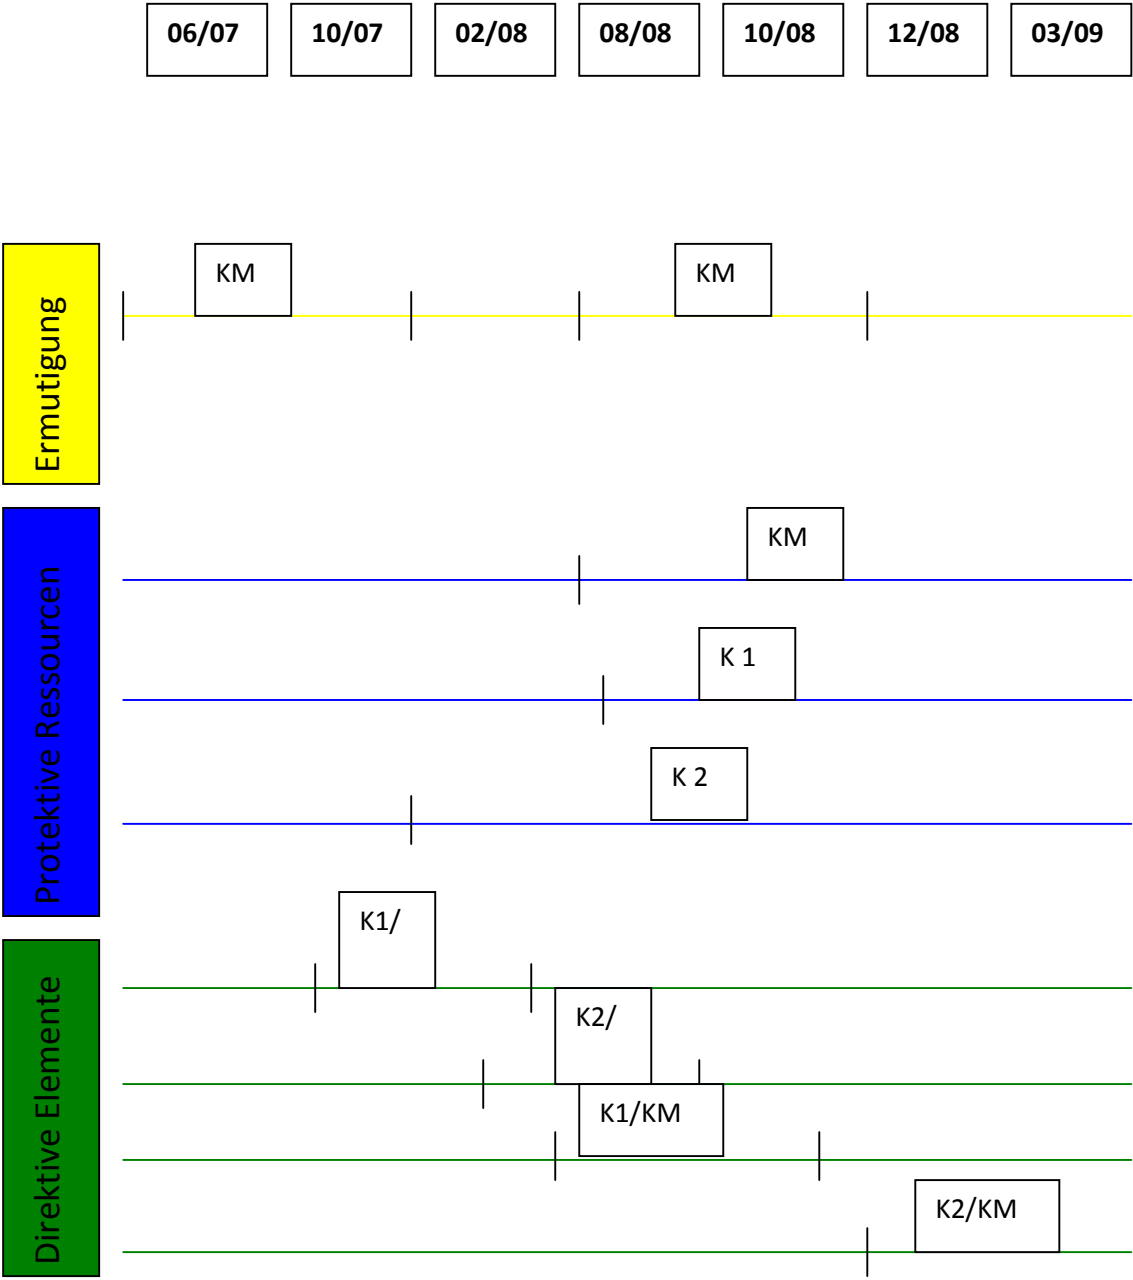 06/07 10/07 02/08 08/08 10/08 12/08 03/09
Ermutigung
KM KM
Protektive Ressourcen
KM
K 1
K 2
Direktive Elemente
K1/
K2/
K1/KM
K2/KM